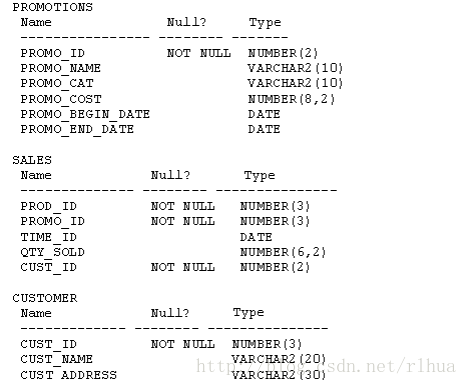 PROMOTIONS
Name Null? Type
--------------- -------- -------
PROMO_ID NOT NULL NUMBER(2)
PROMO_NAME VARCHAR2(10)
PROMO_CAT VARCHAR2(10)
PROMO_COST NUMBER(8,2)
PROMO_BEGIN_DATE DATE
PROMO_END_DATE DATE
SALES
Name Null? Type
-------------- -------- ---------------
PROD_ID NOT NULL NUMBER(3)
PROMO_ID NOT NULL NUMBER(3)
TIME_ID DATE
QTY_SOLD NUMBER(6,2)
CUST_ID NOT NULL NUMBER(2)
CUSTOMER
Name Null? Type
------------- -------- ---------------
CUST_ID NOT NULL NUMBER(3)
CUST_NAME VARCHAR2(20)
CUST_ADDRESS VARCHAR2(30)
http://blog.csdn.net/rlhua